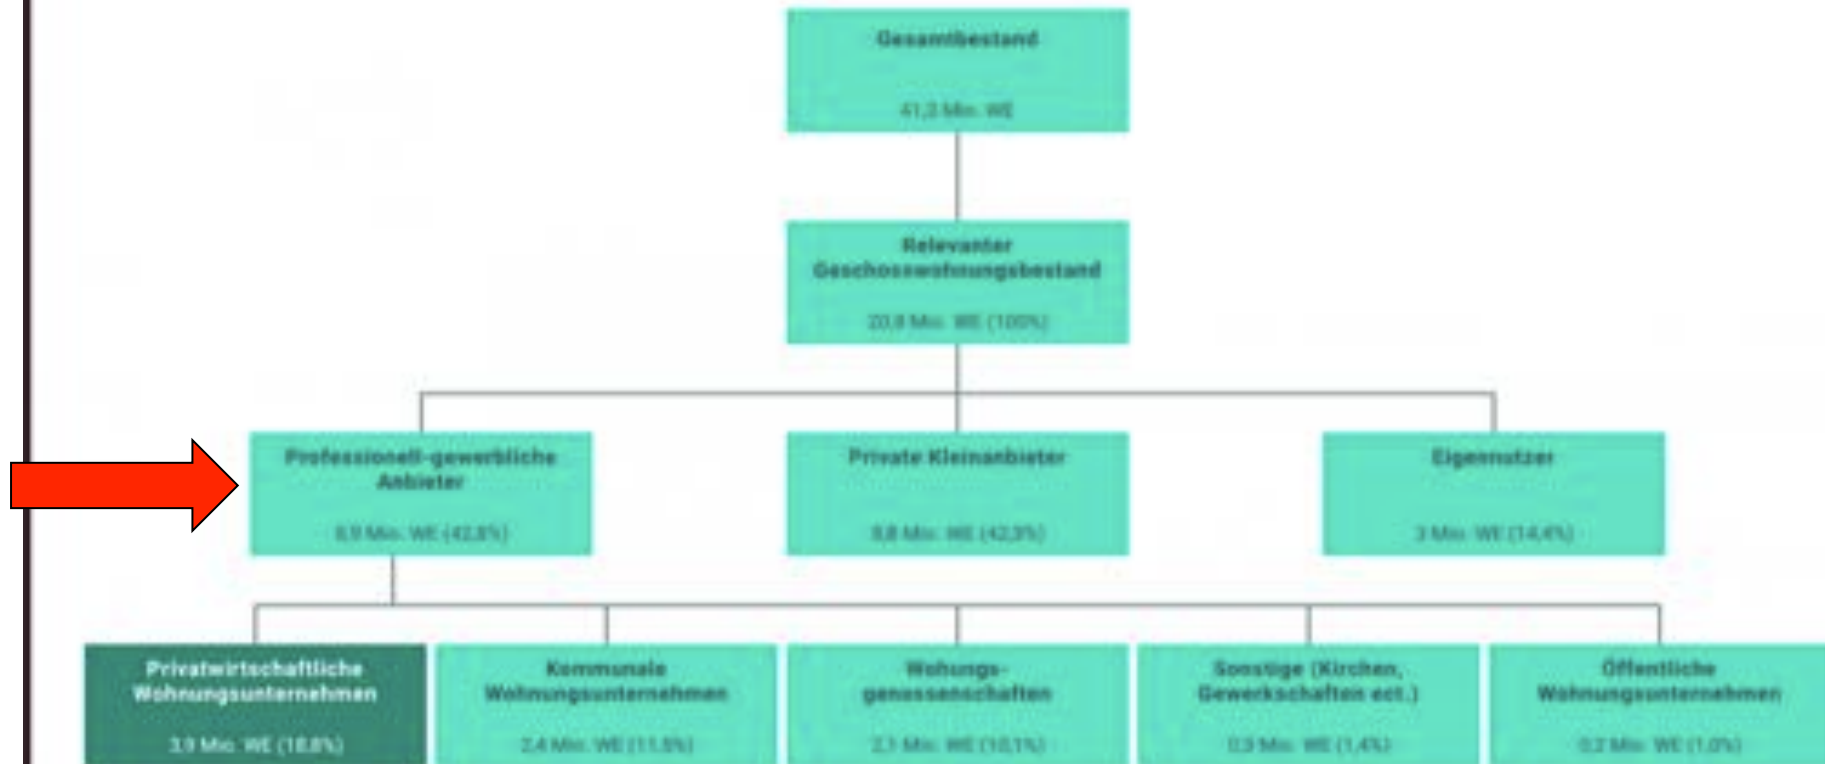 Gesamtbestand
41,3 Mio. WE
Relevanter
Geschosswohnungsbestand
20,8 Mio. WE (100%)
Professionell-gewerbliche
Anbieter
8,9 Mio. WE (42,8%)
Private Kleinanbieter
8,8 Mio. WE (42,3%)
Eigennutzer
3 Mio. WE (14,4%)
Privatwirtschaftliche
Wohnungsunternehmen
3,9 Mio. WE (18,8%)
Kommunale
Wohnungsunternehmen
2,4 Mio. WE (11,5%)
Wohungs-
genossenschaften
2,1 Mio. WE (10,1%)
Sonstige (Kirchen,
Gewerkschaften ect.)
0,3 Mio. WE (1,4%)
Öffentliche
Wohnungsunternehmen
0,2 Mio. WE (1,0%)